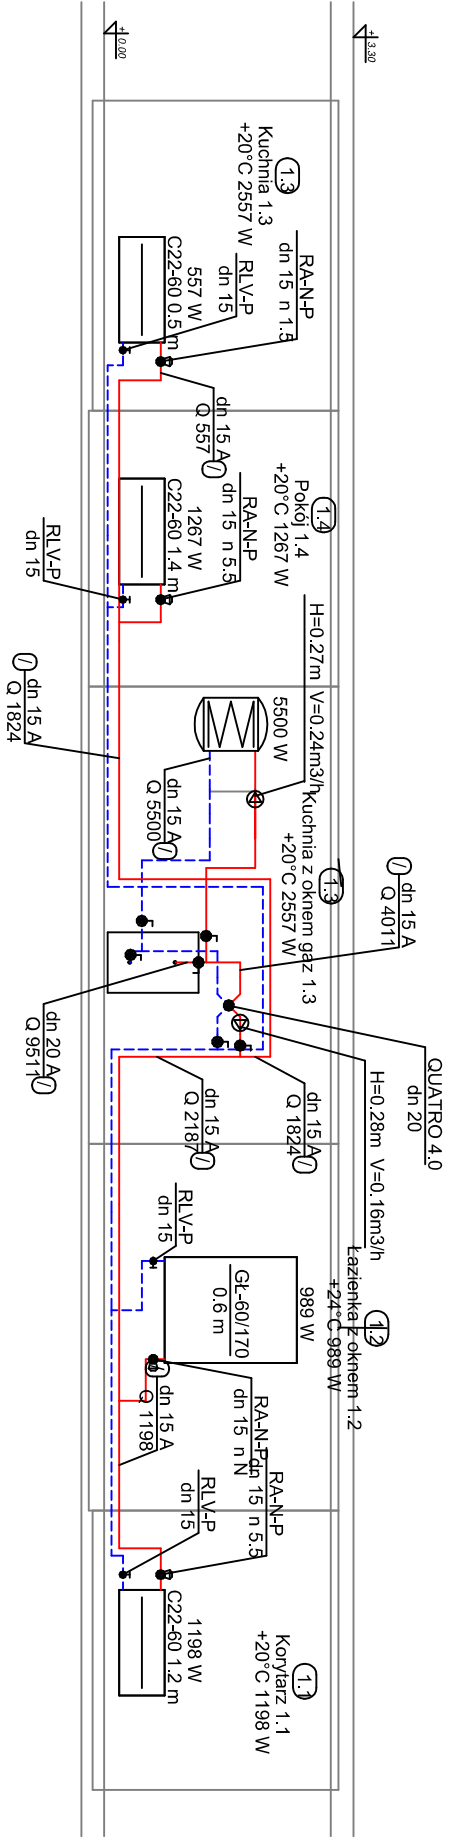 + 3.30
+ 0.00
1.3
Kuchnia 1.3
+20°C 2557 W
RA-N-P
dn 15 n 1.5
RLV-P
dn 15
557 W
C22-60 0.5 m
dn 15 A
Q 557
1.4
Pokój 1.4
+20°C 1267 W
RA-N-P
dn 15 n 5.5
1267 W
C22-60 1.4 m
RLV-P
dn 15
dn 15 A
Q 1824
H=0.27m V=0.24m3/h
5500 W
dn 15 A
Q 5500
1.3
Kuchnia z oknem gaz 1.3
+20°C 2557 W
dn 15 A
Q 4011
dn 20 A
Q 9511
QUATRO 4.0
dn 20
H=0.28m V=0.16m3/h
dn 15 A
Q 1824
dn 15 A
Q 2187
RLV-P
dn 15
1.2
Łazienka z oknem 1.2
+24°C 989 W
989 W
GŁ-60/170
0.6 m
dn 15 A
Q 1198
RA-N-P
dn 15 n N
RA-N-P
dn 15 n 5.5
RLV-P
dn 15
1198 W
C22-60 1.2 m
1.1
Korytarz 1.1
+20°C 1198 W